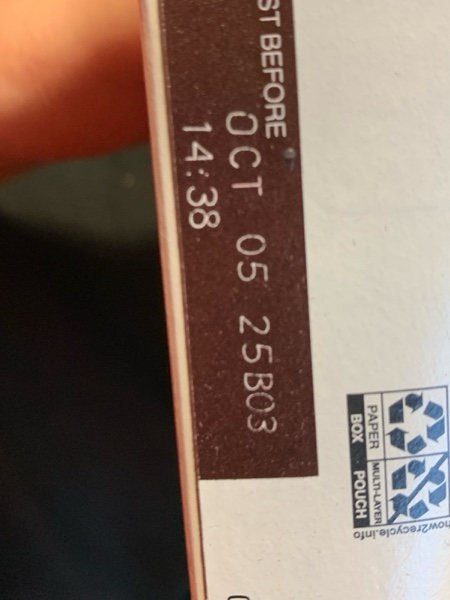 ST BEFORE
OCT 05 25B03
14:38
PAPER
BOX
MULTI-LAYER
POUCH
how2recycle.info